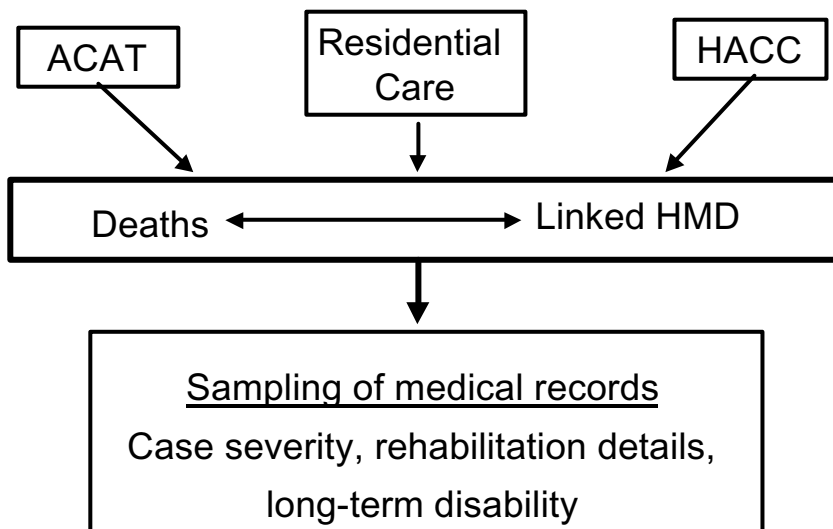 ACAT
Residential
Care
HACC
Deaths
Linked HMD
Sampling of medical records
Case severity, rehabilitation details,
long-term disability